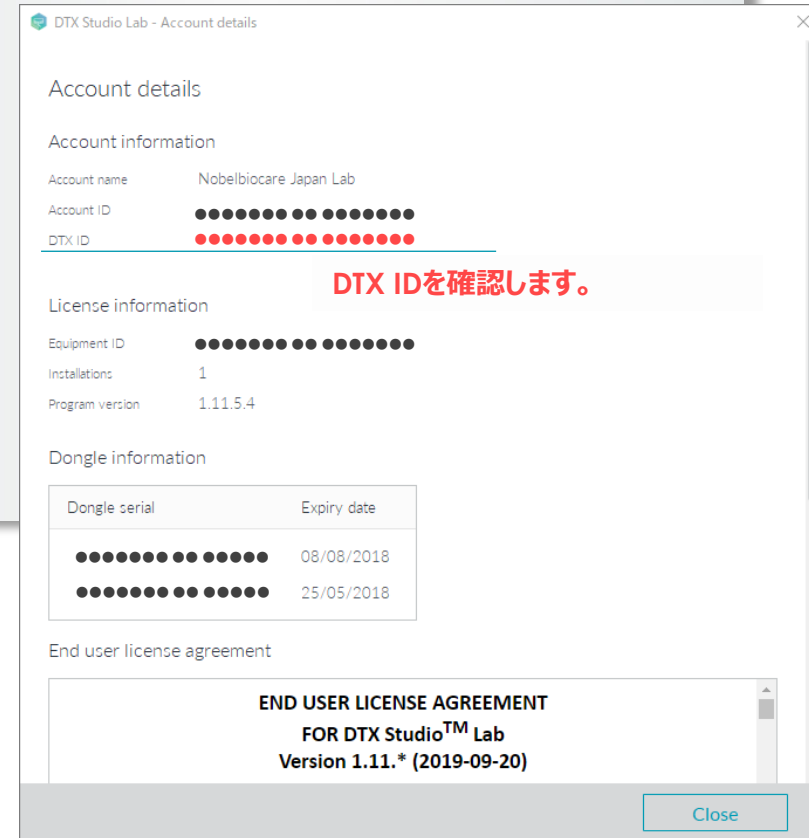 DTX Studio Lab - Account details
Account details
Account information
Account name Nobelbiocare Japan Lab
Account ID ●●●●●●● ●● ●●●●●●●
DTX ID ●●●●●●● ●● ●●●●●●●
DTX IDを確認します。
License information
Equipment ID ●●●●●●● ●● ●●●●●●●
Installations 1
Program version 1.11.5.4
Dongle information
Dongle serial Expiry date
●●●●●●● ●● ●●●●● 08/08/2018
●●●●●●● ●● ●●●●● 25/05/2018
End user license agreement
END USER LICENSE AGREEMENT
FOR DTX Studio™ Lab
Version 1.11.* (2019-09-20)
Close